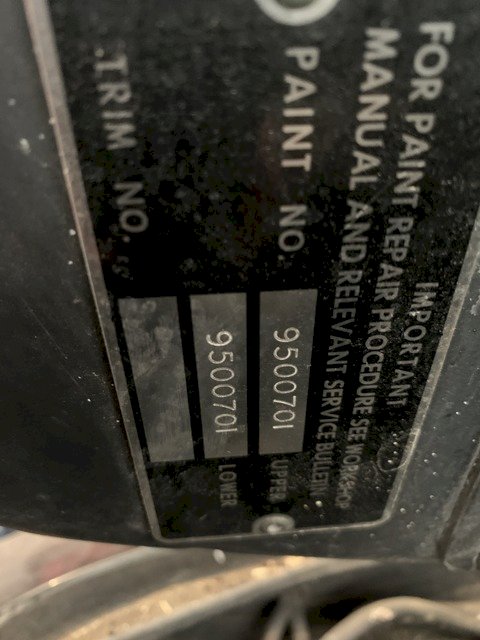 IMPORTANT
FOR PAINT REPAIR PROCEDURE SEE
MANUAL AND RELEVANT SERVICE BULLETIN
PAINT NO. 9500701 UPPER
9500701 LOWER
TRIM NO.